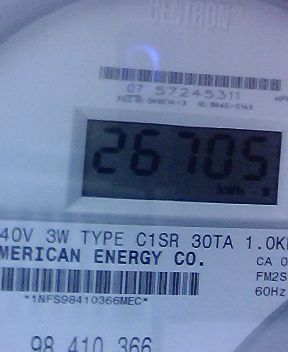 CENTRON
07 57245311
26705
kWh
40V 3W TYPE C1SR 30TA 1.0K
MERICAN ENERGY CO.
CA 0
FM2S
60Hz
*1NFS98410366MEC*
98 410 366